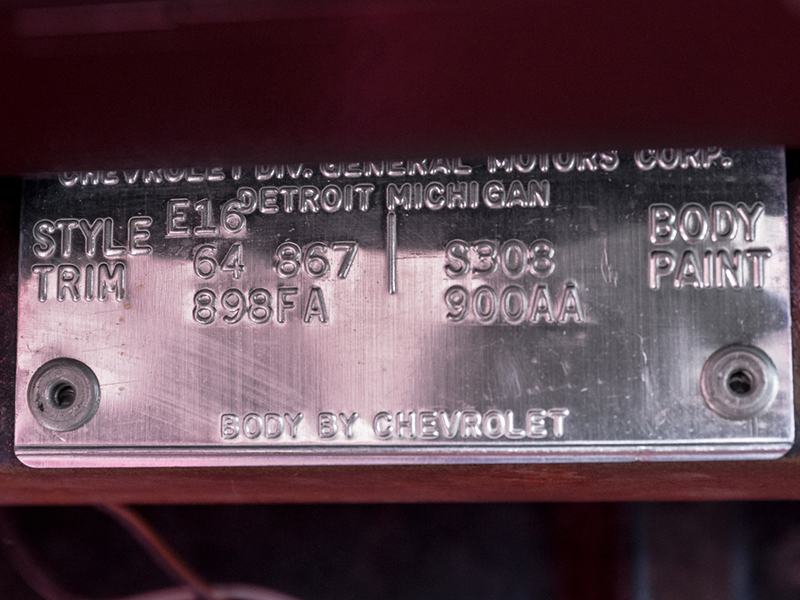 CHEVROLET DIV. GENERAL MOTORS CORP.
DETROIT MICHIGAN
E16
STYLE 64 867 S308 BODY
TRIM 898FA 900AA PAINT
BODY BY CHEVROLET